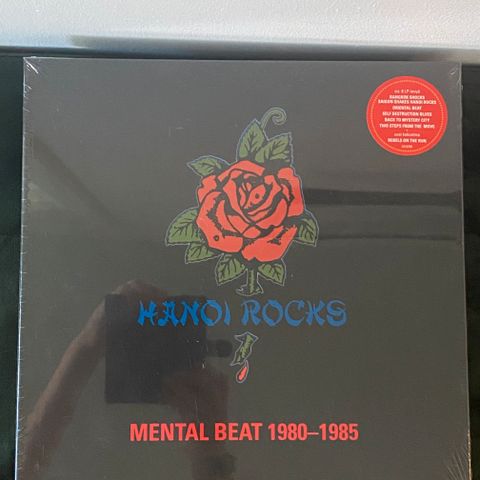 BANGKOK SHOCKS
SAIGON SHAKES HANOI ROCKS
ORIENTAL BEAT
SELF DESTRUCTION BLUES
BACK TO MYSTERY CITY
TWO STEPS FROM THE MOVE
REBELS ON THE RUN
HANOI ROCKS
MENTAL BEAT 1980–1985